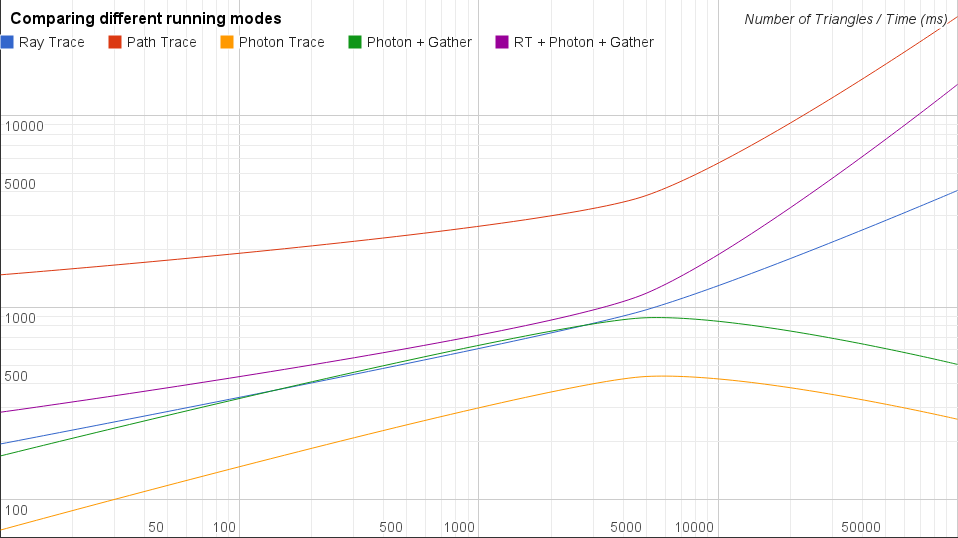 Comparing different running modes
Number of Triangles / Time (ms)
Ray Trace Path Trace Photon Trace Photon + Gather RT + Photon + Gather
10000
5000
1000
500
100
50 100 500 1000 5000 10000 50000